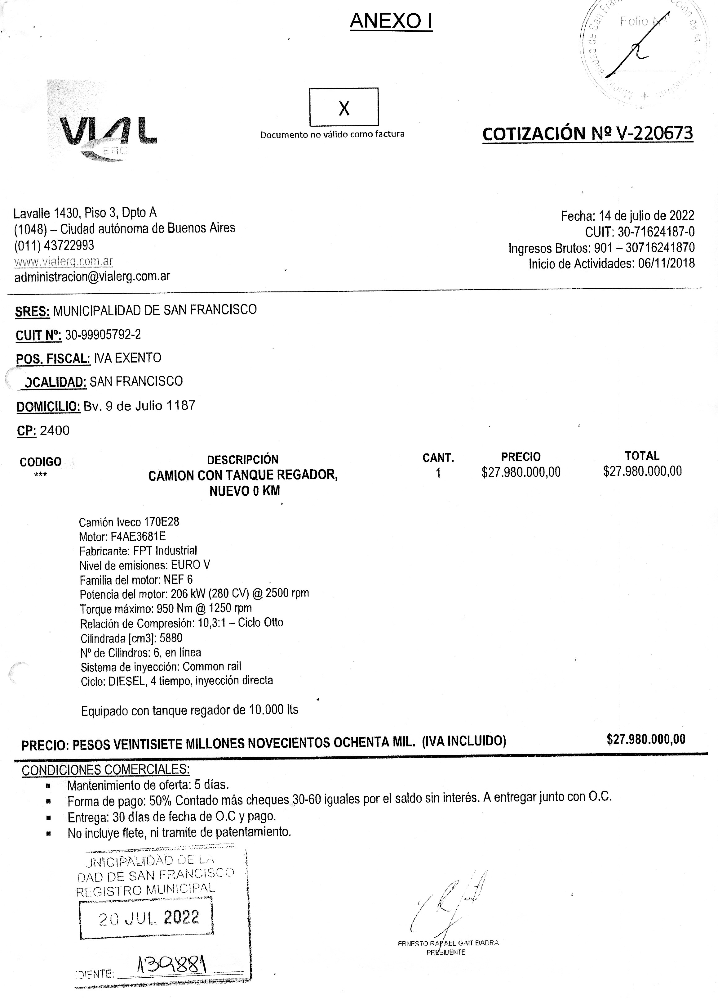 ANEXO I
Folio Nº
2
VIAL
ERG
X
Documento no válido como factura
COTIZACIÓN Nº V-220673
Lavalle 1430, Piso 3, Dpto A
(1048) – Ciudad autónoma de Buenos Aires
(011) 43722993
www.vialerg.com.ar
administracion@vialerg.com.ar
Fecha: 14 de julio de 2022
CUIT: 30-71624187-0
Ingresos Brutos: 901 – 30716241870
Inicio de Actividades: 06/11/2018
SRES: MUNICIPALIDAD DE SAN FRANCISCO
CUIT Nº: 30-99905792-2
POS. FISCAL: IVA EXENTO
OCALIDAD: SAN FRANCISCO
DOMICILIO: Bv. 9 de Julio 1187
CP: 2400
CODIGO DESCRIPCIÓN CANT. PRECIO TOTAL
*** CAMION CON TANQUE REGADOR, 1 $27.980.000,00 $27.980.000,00
NUEVO 0 KM
Camión Iveco 170E28
Motor: F4AE3681E
Fabricante: FPT Industrial
Nivel de emisiones: EURO V
Familia del motor: NEF 6
Potencia del motor: 206 kW (280 CV) @ 2500 rpm
Torque máximo: 950 Nm @ 1250 rpm
Relación de Compresión: 10,3:1 – Ciclo Otto
Cilindrada [cm3]: 5880
Nº de Cilindros: 6, en línea
Sistema de inyección: Common rail
Ciclo: DIESEL, 4 tiempo, inyección directa
Equipado con tanque regador de 10.000 lts
PRECIO: PESOS VEINTISIETE MILLONES NOVECIENTOS OCHENTA MIL. (IVA INCLUIDO) $27.980.000,00
CONDICIONES COMERCIALES:
▪ Mantenimiento de oferta: 5 días.
▪ Forma de pago: 50% Contado más cheques 30-60 iguales por el saldo sin interés. A entregar junto con O.C.
▪ Entrega: 30 días de fecha de O.C y pago.
▪ No incluye flete, ni tramite de patentamiento.
UNICIPALIDAD DE LA
DAD DE SAN FRANCISCO
REGISTRO MUNICIPAL
20 JUL 2022
DIENTE: 139881
ERNESTO RAFAEL GAIT EIADRA
PRESIDENTE